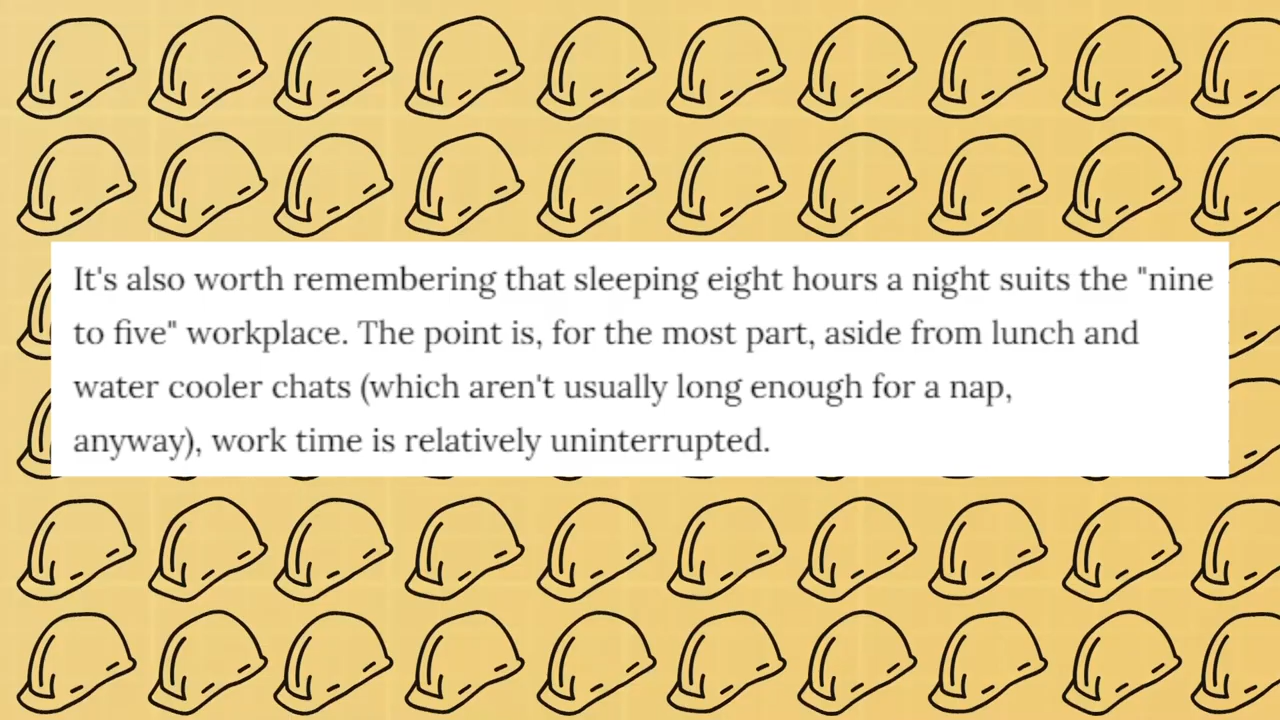 It's also worth remembering that sleeping eight hours a night suits the "nine
to five" workplace. The point is, for the most part, aside from lunch and
water cooler chats (which aren't usually long enough for a nap,
anyway), work time is relatively uninterrupted.